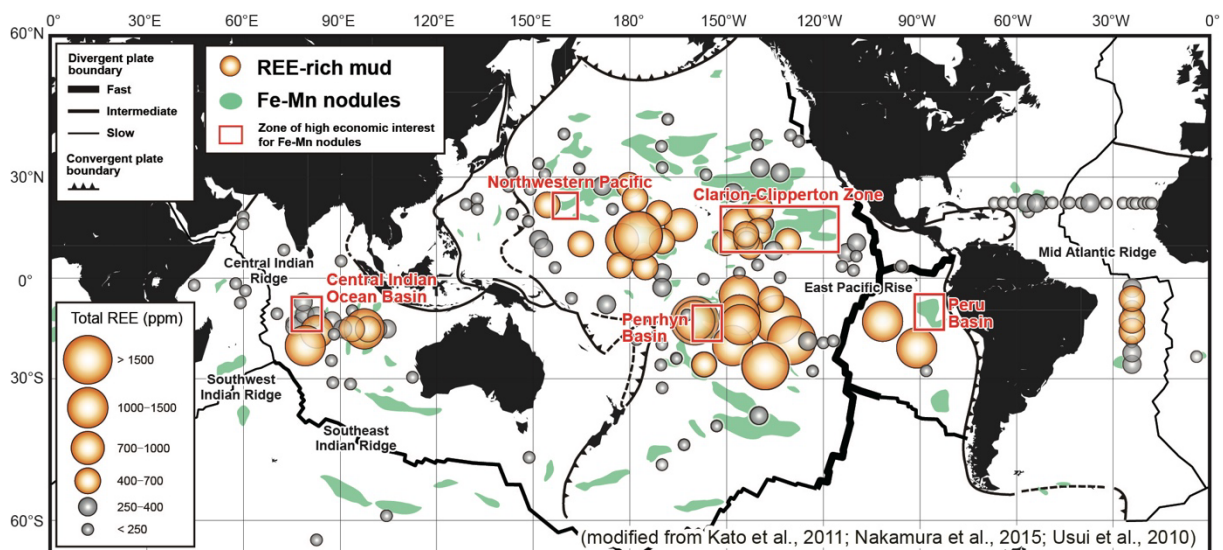 0° 60°E 90°E 120°E 150°E 180° 150°W 120°W 90°W 60°W 30°W 0°
60°N
30°N
0°
30°S
60°S
Divergent plate
boundary
Fast
Intermediate
Slow
Convergent plate
boundary
REE-rich mud
Fe-Mn nodules
Zone of high economic interest
for Fe-Mn nodules
Northwestern Pacific
Clarion-Clipperton Zone
Central Indian
Ridge
Central Indian
Ocean Basin
Mid Atlantic Ridge
East Pacific Rise
Penrhyn
Basin
Peru
Basin
Southwest
Indian Ridge
Southeast
Indian Ridge
Total REE (ppm)
> 1500
1000–1500
700–1000
400–700
250–400
< 250
(modified from Kato et al., 2011; Nakamura et al., 2015; Usui et al., 2010)